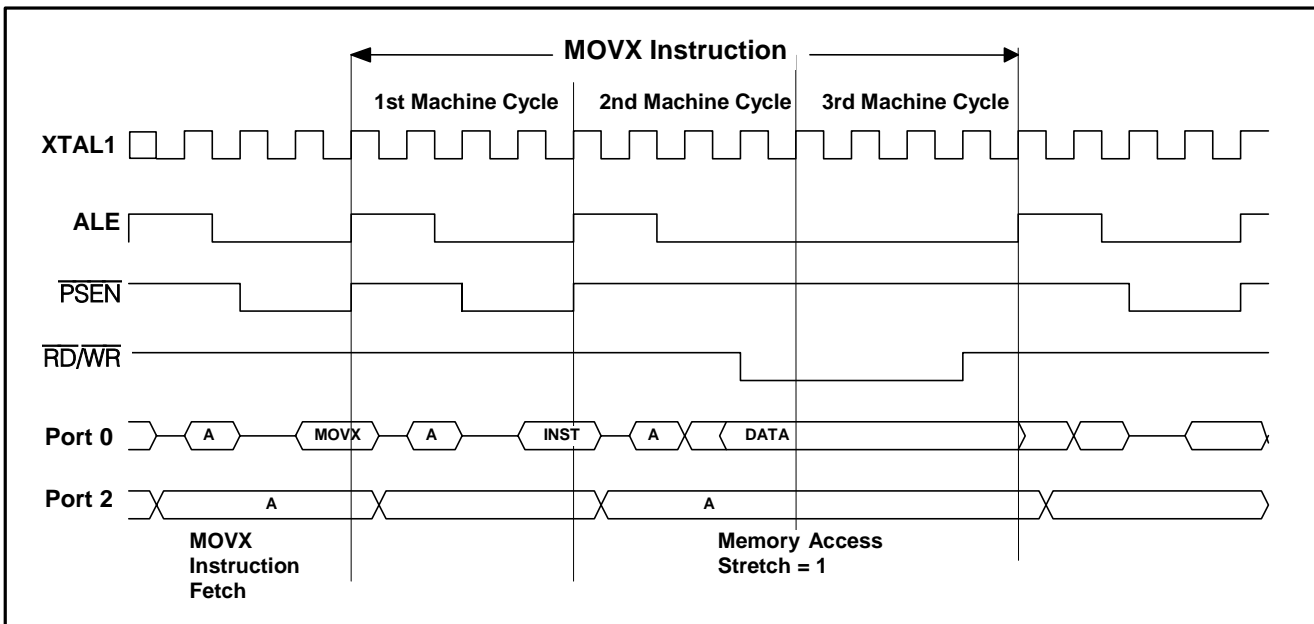 MOVX Instruction
1st Machine Cycle 2nd Machine Cycle 3rd Machine Cycle
XTAL1
ALE
PSEN
RD/WR
Port 0 A MOVX A INST A DATA
Port 2 A A
MOVX
Instruction
Fetch
Memory Access
Stretch = 1